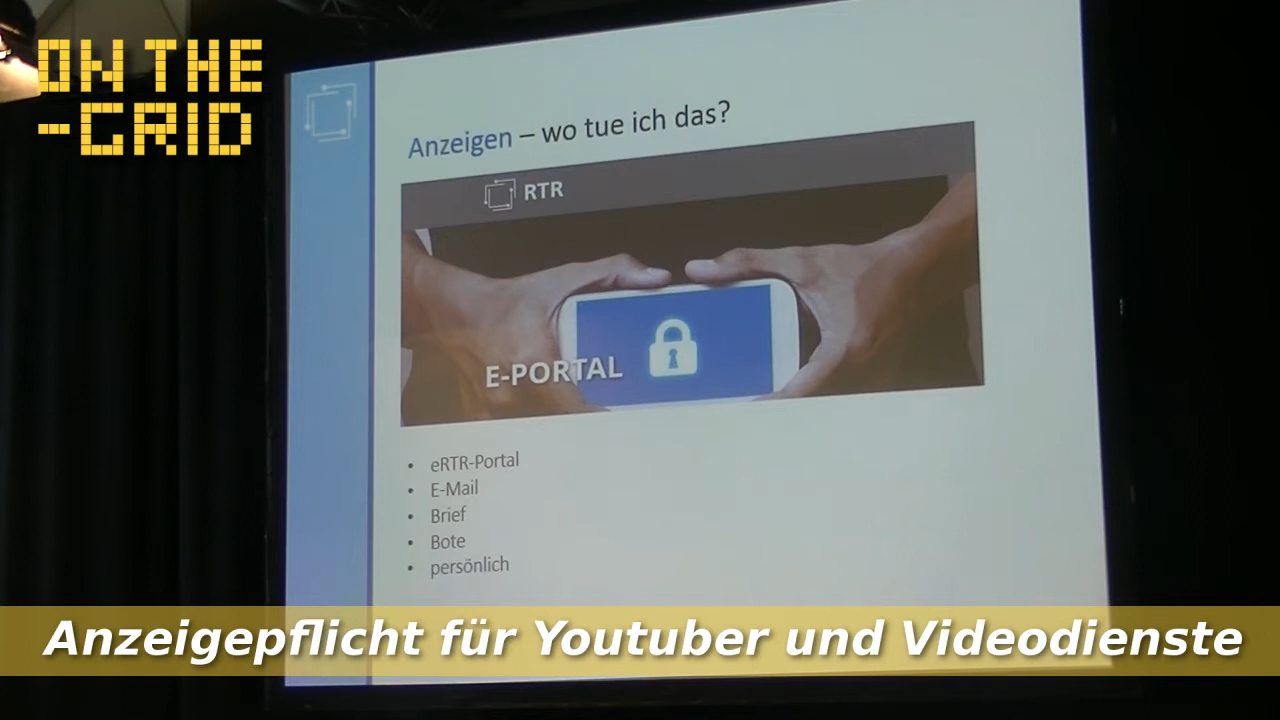 ON THE
-GRID
Anzeigen – wo tue ich das?
RTR
E-PORTAL
• eRTR-Portal
• E-Mail
• Brief
• Bote
• persönlich
Anzeigepflicht für Youtuber und Videodienste